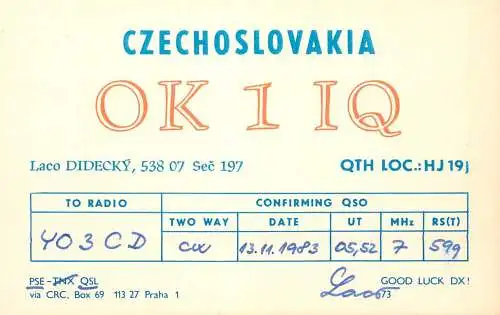 CZECHOSLOVAKIA
OK 1 IQ
Laco DIDECKÝ, 538 07 Seč 197 QTH LOC.: HJ 19j
TO RADIO CONFIRMING QSO
TWO WAY DATE UT MHz RS(T)
YO3CD cw 13.11.1983 05,52 7 599
PSE-TNX QSL Laco GOOD LUCK DX!
via CRC, Box 69 113 27 Praha 1 73